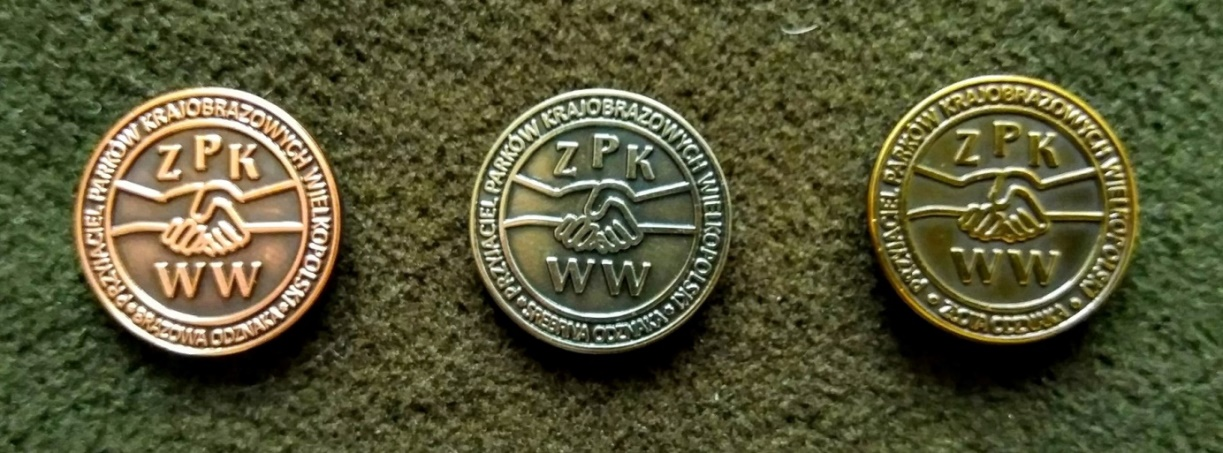 PRZYJACIEL PARKÓW KRAJOBRAZOWYCH WIELKOPOLSKI
ZPK
WW
BRĄZOWA ODZNAKA
PRZYJACIEL PARKÓW KRAJOBRAZOWYCH WIELKOPOLSKI
ZPK
WW
SREBRNA ODZNAKA
PRZYJACIEL PARKÓW KRAJOBRAZOWYCH WIELKOPOLSKI
ZPK
WW
ZŁOTA ODZNAKA